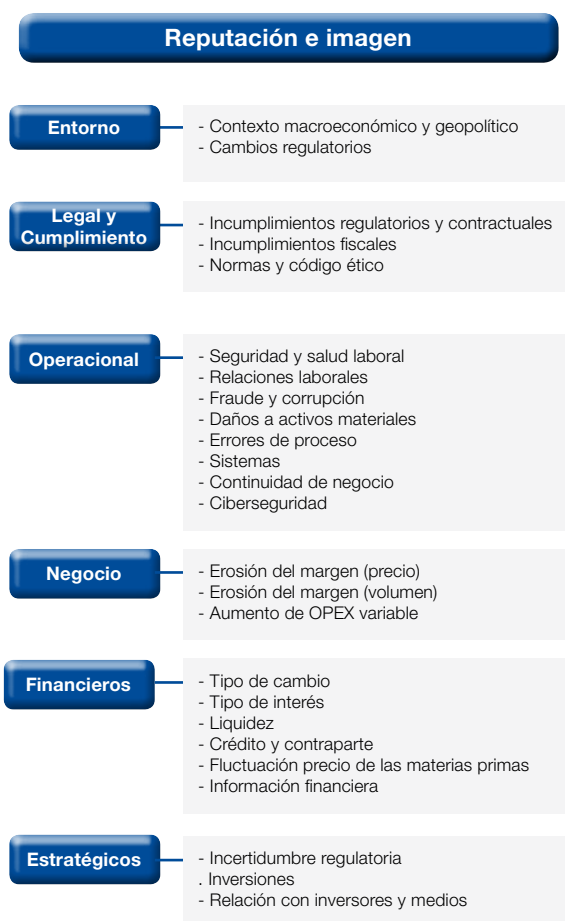 Reputación e imagen
Entorno
- Contexto macroeconómico y geopolítico
- Cambios regulatorios
Legal y
Cumplimiento
- Incumplimientos regulatorios y contractuales
- Incumplimientos fiscales
- Normas y código ético
Operacional
- Seguridad y salud laboral
- Relaciones laborales
- Fraude y corrupción
- Daños a activos materiales
- Errores de proceso
- Sistemas
- Continuidad de negocio
- Ciberseguridad
Negocio
- Erosión del margen (precio)
- Erosión del margen (volumen)
- Aumento de OPEX variable
Financieros
- Tipo de cambio
- Tipo de interés
- Liquidez
- Crédito y contraparte
- Fluctuación precio de las materias primas
- Información financiera
Estratégicos
- Incertidumbre regulatoria
. Inversiones
- Relación con inversores y medios